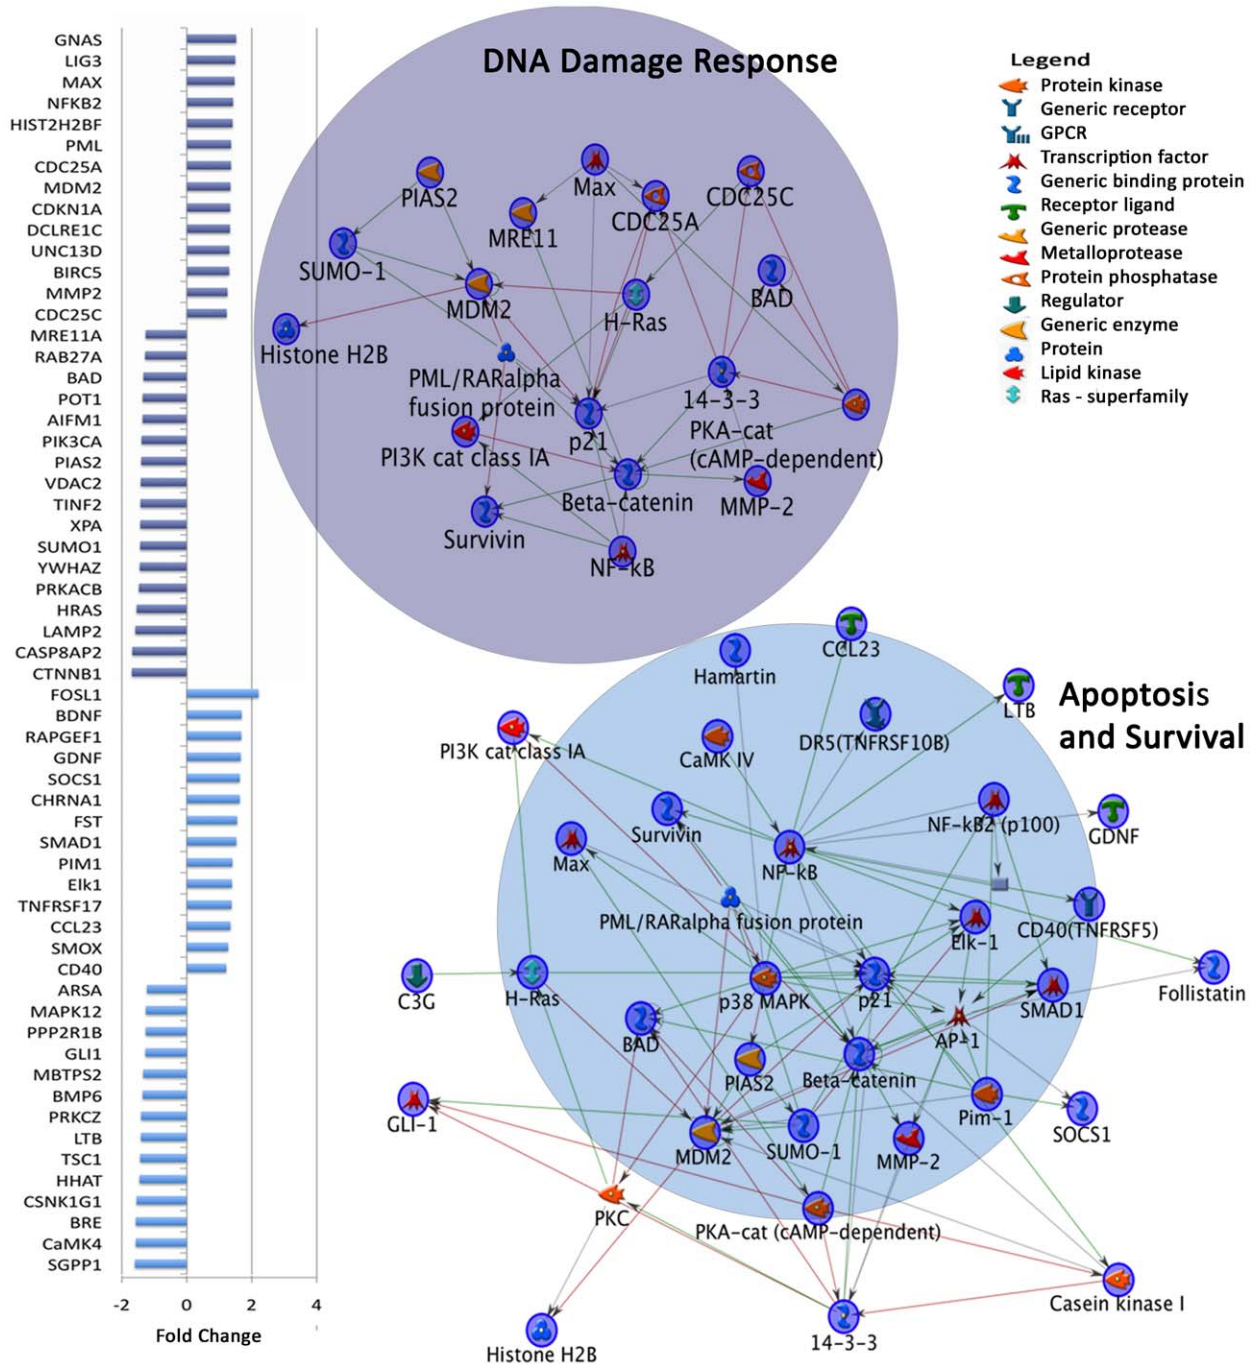 GNAS
LIG3
MAX
NFKB2
HIST2H2BF
PML
CDC25A
MDM2
CDKN1A
DCLRE1C
UNC13D
BIRC5
MMP2
CDC25C
MRE11A
RAB27A
BAD
POT1
AIFM1
PIK3CA
PIAS2
VDAC2
TINF2
XPA
SUMO1
YWHAZ
PRKACB
HRAS
LAMP2
CASP8AP2
CTNNB1
FOSL1
BDNF
RAPGEF1
GDNF
SOCS1
CHRNA1
FST
SMAD1
PIM1
Elk1
TNFRSF17
CCL23
SMOX
CD40
ARSA
MAPK12
PPP2R1B
GLI1
MBTPS2
BMP6
PRKCZ
LTB
TSC1
HHAT
CSNK1G1
BRE
CaMK4
SGPP1
-2 0 2 4
Fold Change
DNA Damage Response
PIAS2
Max
CDC25C
CDC25A
MRE11
SUMO-1
MDM2
BAD
H-Ras
Histone H2B
PML/RARalpha
fusion protein
14-3-3
p21
PKA-cat
(cAMP-dependent)
PI3K cat class IA
Beta-catenin
MMP-2
Survivin
NF-kB
Legend
Protein kinase
Generic receptor
GPCR
Transcription factor
Generic binding protein
Receptor ligand
Generic protease
Metalloprotease
Protein phosphatase
Regulator
Generic enzyme
Protein
Lipid kinase
Ras - superfamily
Apoptosis
and Survival
CCL23
Hamartin
LTB
DR5(TNFRSF10B)
PI3K cat class IA
CaMK IV
Survivin
NF-kB2 (p100)
GDNF
Max
NF-kB
PML/RARalpha fusion protein
CD40(TNFRSF5)
Elk-1
C3G
H-Ras
p38 MAPK
p21
Follistatin
SMAD1
AP-1
BAD
PIAS2
Beta-catenin
Pim-1
GLI-1
SOCS1
MDM2
SUMO-1
MMP-2
PKC
PKA-cat (cAMP-dependent)
Casein kinase I
14-3-3
Histone H2B